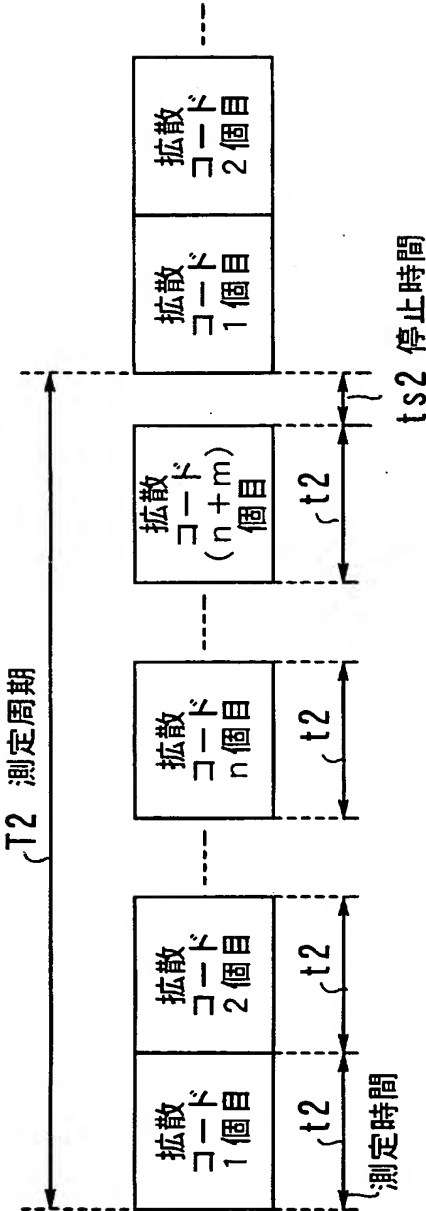 T2 測定周期
拡散
コード
1個目
拡散
コード
2個目
拡散
コード
n個目
拡散
コード
(n+m)
個目
拡散
コード
1個目
拡散
コード
2個目
t2
t2
t2
t2
ts2 停止時間
測定時間